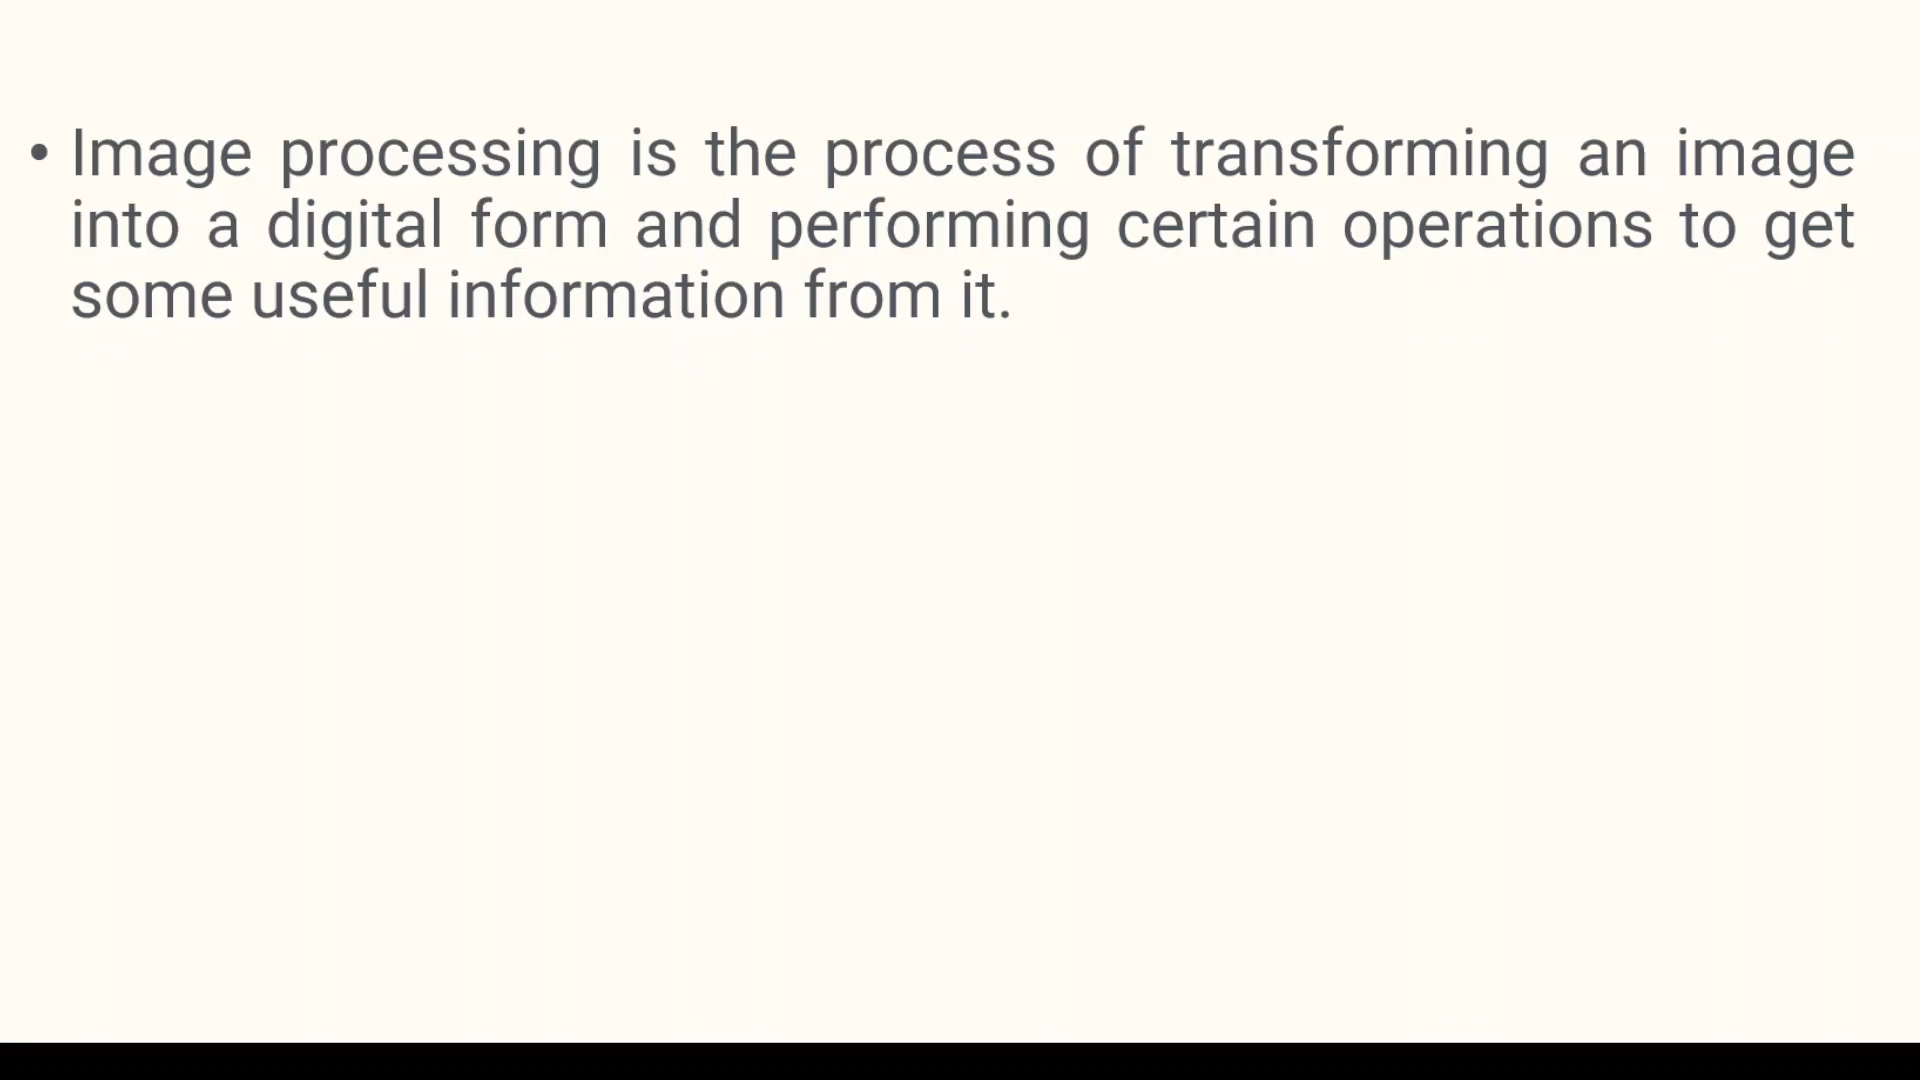 • Image processing is the process of transforming an image
into a digital form and performing certain operations to get
some useful information from it.